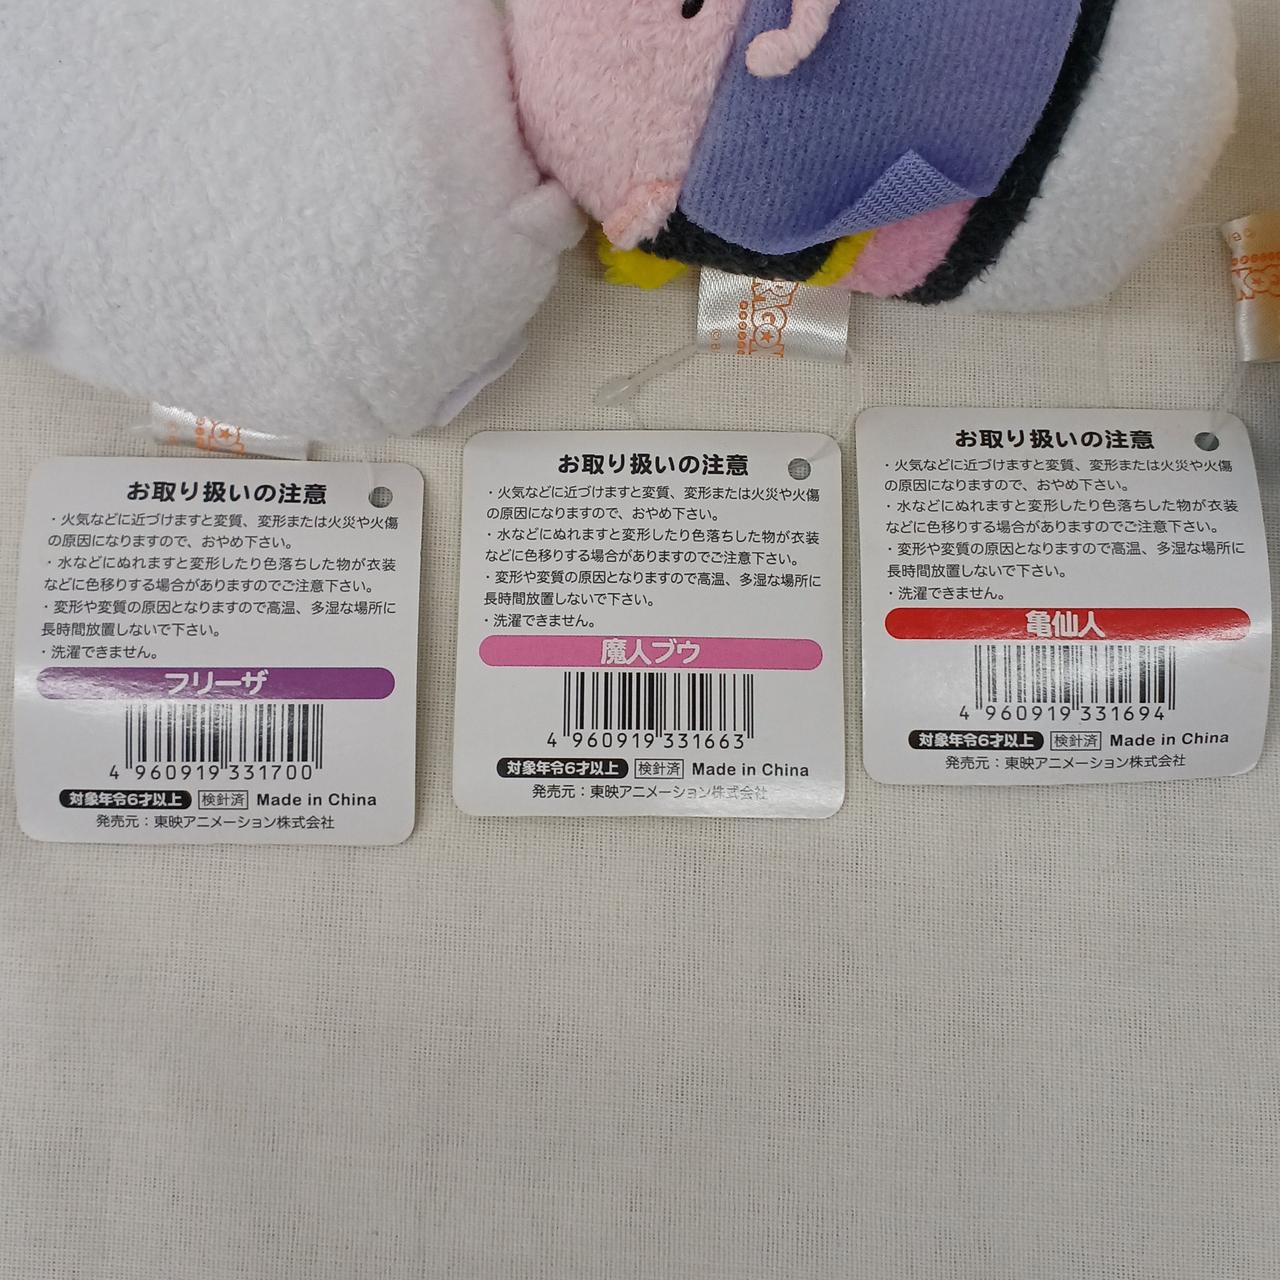 お取り扱いの注意
・火気などに近づけますと変質、変形または火災や火傷
の原因になりますので、おやめ下さい。
・水などにぬれますと変形したり色落ちした物が衣装
などに色移りする場合がありますのでご注意下さい。
・変形や変質の原因となりますので高温、多湿な場所に
長時間放置しないで下さい。
・洗濯できません。
フリーザ
4 960919 331700
対象年令6才以上 検針済 Made in China
発売元：東映アニメーション株式会社
お取り扱いの注意
・火気などに近づけますと変質、変形または火災や火傷
の原因になりますので、おやめ下さい。
・水などにぬれますと変形したり色落ちした物が衣装
などに色移りする場合がありますのでご注意下さい。
・変形や変質の原因となりますので高温、多湿な場所に
長時間放置しないで下さい。
・洗濯できません。
魔人ブウ
4 960919 331663
対象年令6才以上 検針済 Made in China
発売元：東映アニメーション株式会社
お取り扱いの注意
・火気などに近づけますと変質、変形または火災や火傷
の原因になりますので、おやめ下さい。
・水などにぬれますと変形したり色落ちした物が衣装
などに色移りする場合がありますのでご注意下さい。
・変形や変質の原因となりますので高温、多湿な場所に
長時間放置しないで下さい。
・洗濯できません。
亀仙人
4 960919 331694
対象年令6才以上 検針済 Made in China
発売元：東映アニメーション株式会社